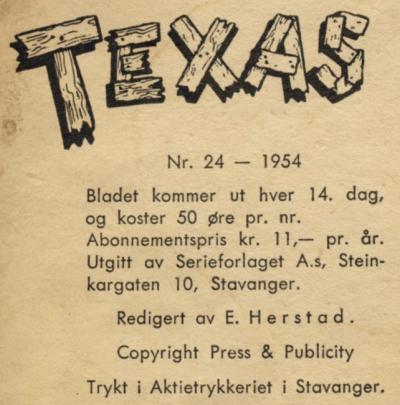 TEXAS
Nr. 24 — 1954
Bladet kommer ut hver 14. dag,
og koster 50 øre pr. nr.
Abonnementspris kr. 11,— pr. år.
Utgitt av Serieforlaget A.s, Stein-
kargaten 10, Stavanger.
Redigert av E. Herstad.
Copyright Press & Publicity
Trykt i Aktietrykkeriet i Stavanger.